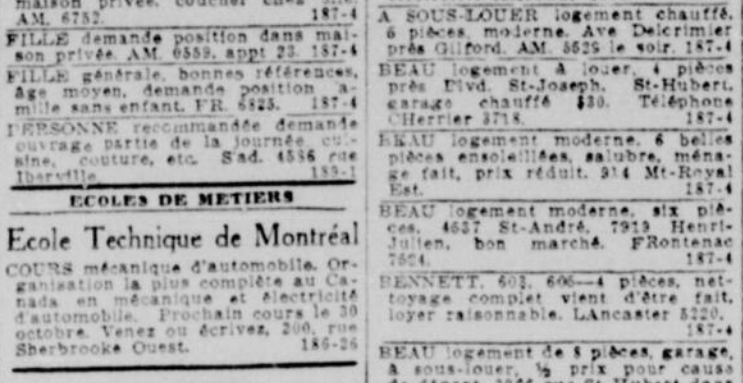 maison privée, coucher chez
AM. 6752. 187-4
FILLE demande position dans mai-
son privée. AM. 6559, appt 23. 187-4
FILLE générale, bonnes références,
âge moyen, demande position fa-
mille sans enfant. FR. 6825. 187-4
PERSONNE recommandée demande
ouvrage partie de la journée cui-
sine, couture, etc. S'ad. 4586 rue
Iberville. 189-1
ECOLES DE METIERS
Ecole Technique de Montréal
COURS mécanique d'automobile. Or-
ganisation la plus complète au Ca-
nada en mécanique et électricité
d'automobile. Prochain cours le 30
octobre. Venez ou écrivez, 200, rue
Sherbrooke Ouest. 186-26
A SOUS-LOUER logement chauffé,
6 pièces, moderne. Ave Delorimier
près Gilford. AM. 5529 le soir. 187-4
BEAU logement à louer, 4 pièces
près Blvd. St-Joseph, St-Hubert,
garage chauffé $30. Téléphone
CHerrier 3718. 187-4
BEAU logement moderne, 6 belles
pièces ensoleillées, salubre, ména-
ge fait, prix réduit. 914 Mt-Royal
Est. 187-4
BEAU logement moderne, six piè-
ces. 4637 St-André, 7919 Henri-
Julien, bon marché. FRontenac
7624. 187-4
BENNETT, 603, 606—4 pièces, net-
toyage complet vient d'être fait,
loyer raisonnable. LAncaster 5220.
187-4
BEAU logement de 8 pièces, garage,
à sous-louer, ½ prix pour cause